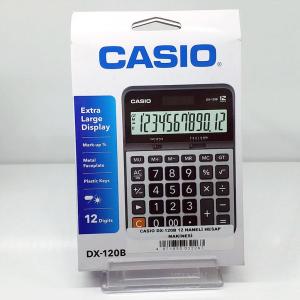 CASIO®
Extra
Large
Display
Mark-up %
Metal
Faceplate
Plastic Keys
12 Digits
DX-120B
CASIO
DX-120B
123456789012
MU MC MR M- M+ GT
AC
7 8 9
4 5 6
1 2 3
0 00 .
CASIO DX-120B 12 HANELİ HESAP
MAKİNESİ